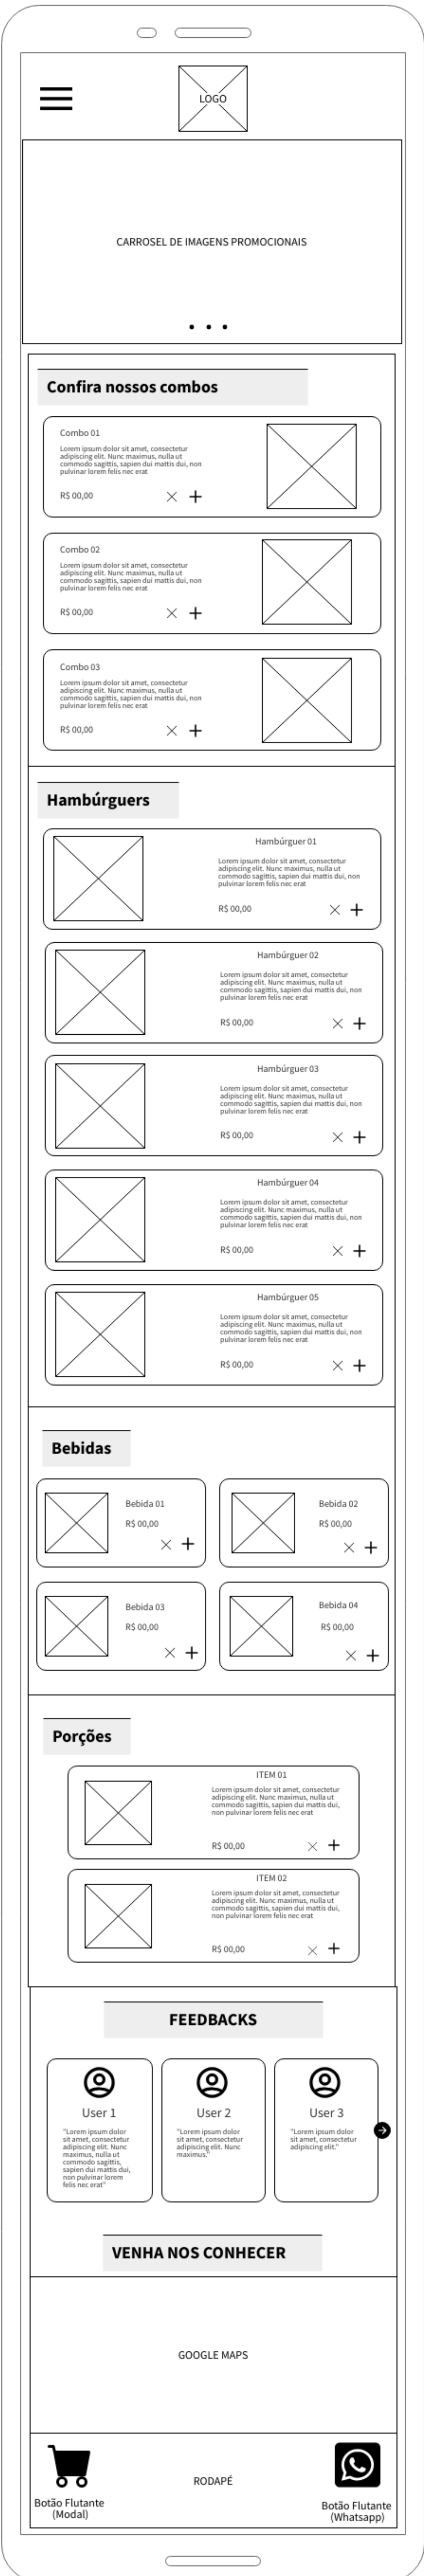 LOGO
CARROSEL DE IMAGENS PROMOCIONAIS
Confira nossos combos
Combo 01
Lorem ipsum dolor sit amet, consectetur
adipiscing elit. Nunc maximus, nulla ut
commodo sagittis, sapien dui mattis dui, non
pulvinar lorem felis nec erat
R$ 00,00
Combo 02
Lorem ipsum dolor sit amet, consectetur
adipiscing elit. Nunc maximus, nulla ut
commodo sagittis, sapien dui mattis dui, non
pulvinar lorem felis nec erat
R$ 00,00
Combo 03
Lorem ipsum dolor sit amet, consectetur
adipiscing elit. Nunc maximus, nulla ut
commodo sagittis, sapien dui mattis dui, non
pulvinar lorem felis nec erat
R$ 00,00
Hambúrguers
Hambúrguer 01
Lorem ipsum dolor sit amet, consectetur
adipiscing elit. Nunc maximus, nulla ut
commodo sagittis, sapien dui mattis dui, non
pulvinar lorem felis nec erat
R$ 00,00
Hambúrguer 02
Lorem ipsum dolor sit amet, consectetur
adipiscing elit. Nunc maximus, nulla ut
commodo sagittis, sapien dui mattis dui, non
pulvinar lorem felis nec erat
R$ 00,00
Hambúrguer 03
Lorem ipsum dolor sit amet, consectetur
adipiscing elit. Nunc maximus, nulla ut
commodo sagittis, sapien dui mattis dui, non
pulvinar lorem felis nec erat
R$ 00,00
Hambúrguer 04
Lorem ipsum dolor sit amet, consectetur
adipiscing elit. Nunc maximus, nulla ut
commodo sagittis, sapien dui mattis dui, non
pulvinar lorem felis nec erat
R$ 00,00
Hambúrguer 05
Lorem ipsum dolor sit amet, consectetur
adipiscing elit. Nunc maximus, nulla ut
commodo sagittis, sapien dui mattis dui, non
pulvinar lorem felis nec erat
R$ 00,00
Bebidas
Bebida 01
R$ 00,00
Bebida 02
R$ 00,00
Bebida 03
R$ 00,00
Bebida 04
R$ 00,00
Porções
ITEM 01
Lorem ipsum dolor sit amet, consectetur
adipiscing elit. Nunc maximus, nulla ut
commodo sagittis, sapien dui mattis dui,
non pulvinar lorem felis nec erat
R$ 00,00
ITEM 02
Lorem ipsum dolor sit amet, consectetur
adipiscing elit. Nunc maximus, nulla ut
commodo sagittis, sapien dui mattis dui,
non pulvinar lorem felis nec erat
R$ 00,00
FEEDBACKS
User 1
"Lorem ipsum dolor
sit amet, consectetur
adipiscing elit. Nunc
maximus, nulla ut
commodo sagittis,
sapien dui mattis dui,
non pulvinar lorem
felis nec erat"
User 2
"Lorem ipsum dolor
sit amet, consectetur
adipiscing elit. Nunc
maximus."
User 3
"Lorem ipsum dolor
sit amet, consectetur
adipiscing elit."
VENHA NOS CONHECER
GOOGLE MAPS
Botão Flutante
(Modal)
RODAPÉ
Botão Flutante
(Whatsapp)